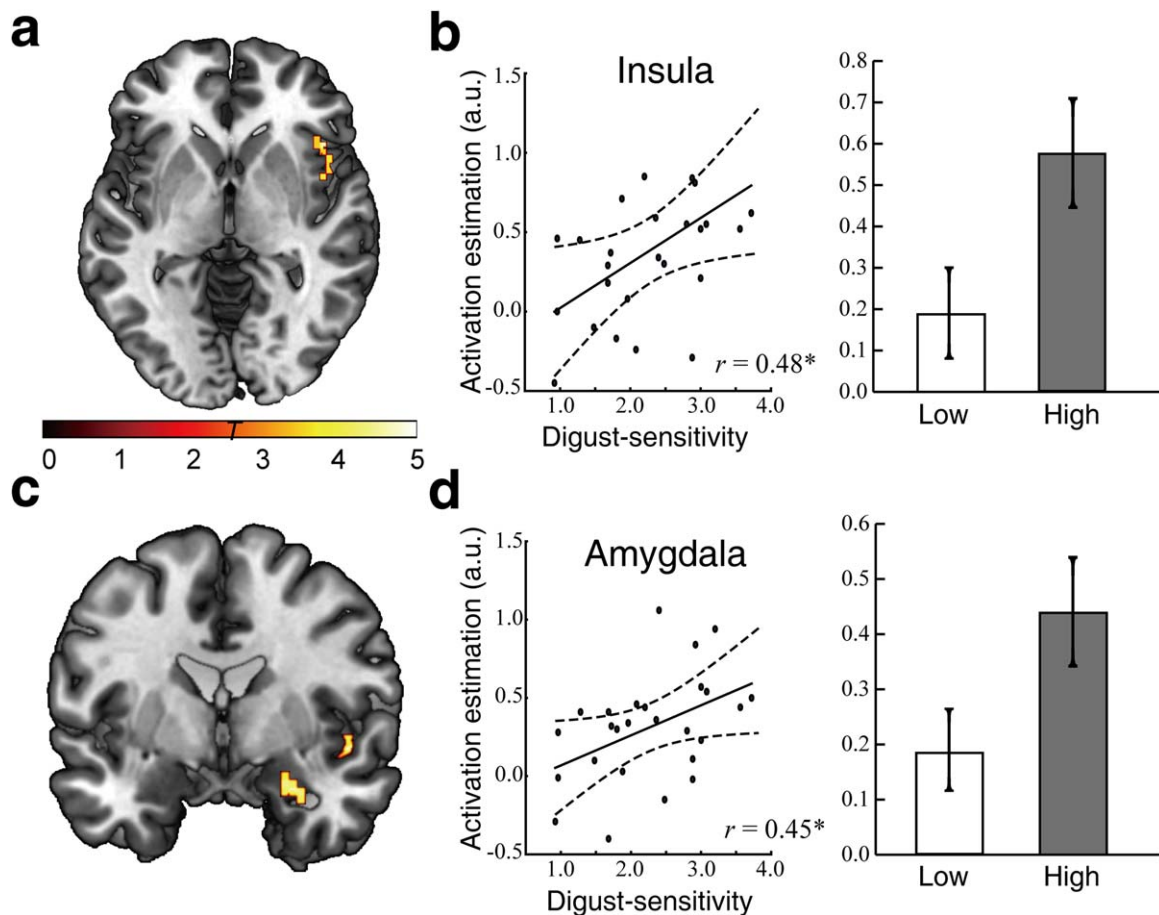 a
T
0 1 2 3 4 5
b
Insula
Activation estimation (a.u.)
1.5
1.0
0.5
0.0
-0.5
r = 0.48*
1.0 2.0 3.0 4.0
Digust-sensitivity
0.8
0.7
0.6
0.5
0.4
0.3
0.2
0.1
0.0
Low High
c
d
Amygdala
Activation estimation (a.u.)
1.5
1.0
0.5
0.0
-0.5
r = 0.45*
1.0 2.0 3.0 4.0
Digust-sensitivity
0.6
0.5
0.4
0.3
0.2
0.1
0.0
Low High